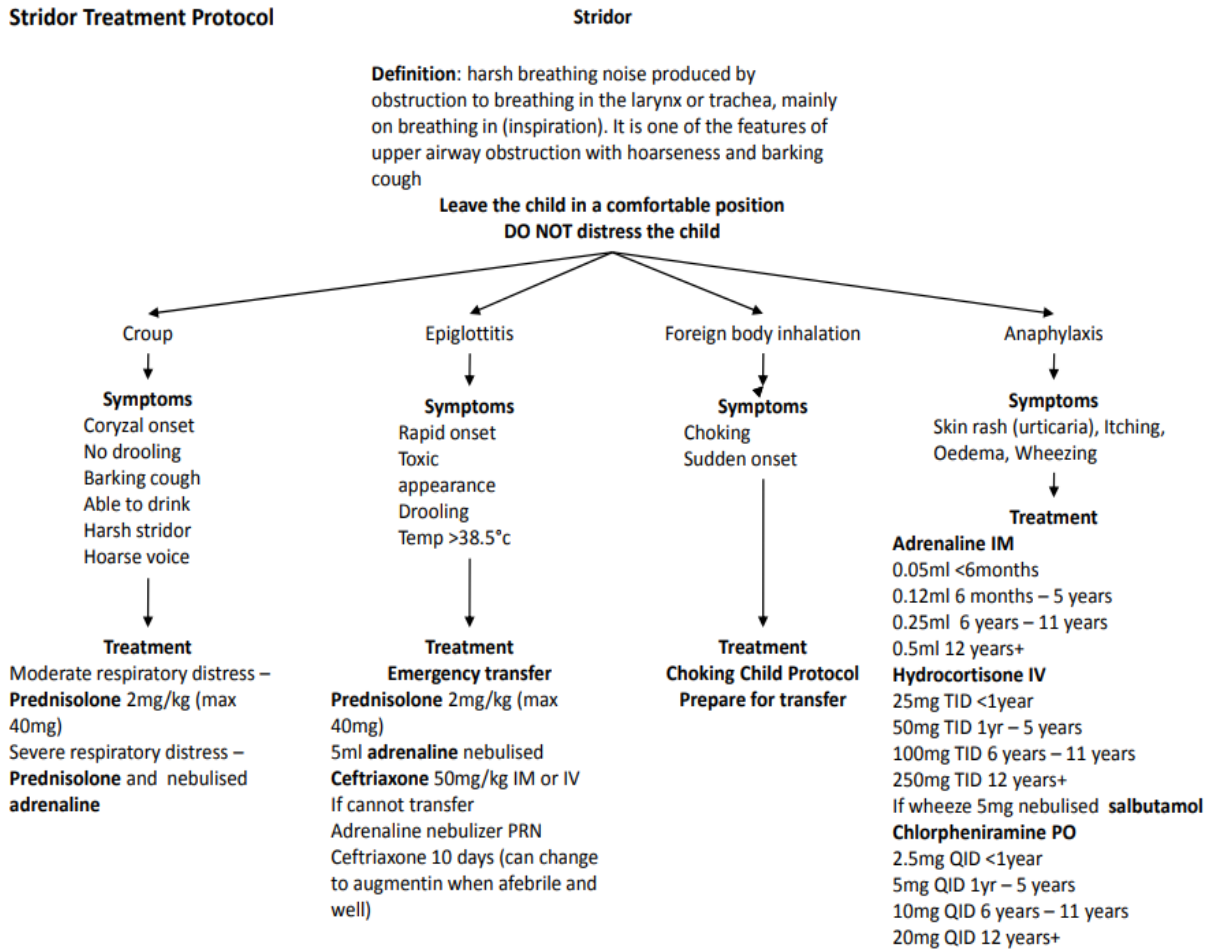 Stridor Treatment Protocol
Stridor
Definition: harsh breathing noise produced by
obstruction to breathing in the larynx or trachea, mainly
on breathing in (inspiration). It is one of the features of
upper airway obstruction with hoarseness and barking
cough
Leave the child in a comfortable position
DO NOT distress the child
Croup
Symptoms
Coryzal onset
No drooling
Barking cough
Able to drink
Harsh stridor
Hoarse voice
Treatment
Moderate respiratory distress –
Prednisolone 2mg/kg (max
40mg)
Severe respiratory distress –
Prednisolone and nebulised
adrenaline
Epiglottitis
Symptoms
Rapid onset
Toxic
appearance
Drooling
Temp >38.5°c
Treatment
Emergency transfer
Prednisolone 2mg/kg (max
40mg)
5ml adrenaline nebulised
Ceftriaxone 50mg/kg IM or IV
If cannot transfer
Adrenaline nebulizer PRN
Ceftriaxone 10 days (can change
to augmentin when afebrile and
well)
Foreign body inhalation
Symptoms
Choking
Sudden onset
Treatment
Choking Child Protocol
Prepare for transfer
Anaphylaxis
Symptoms
Skin rash (urticaria), Itching,
Oedema, Wheezing
Treatment
Adrenaline IM
0.05ml <6months
0.12ml 6 months – 5 years
0.25ml 6 years – 11 years
0.5ml 12 years+
Hydrocortisone IV
25mg TID <1year
50mg TID 1yr – 5 years
100mg TID 6 years – 11 years
250mg TID 12 years+
If wheeze 5mg nebulised salbutamol
Chlorpheniramine PO
2.5mg QID <1year
5mg QID 1yr – 5 years
10mg QID 6 years – 11 years
20mg QID 12 years+